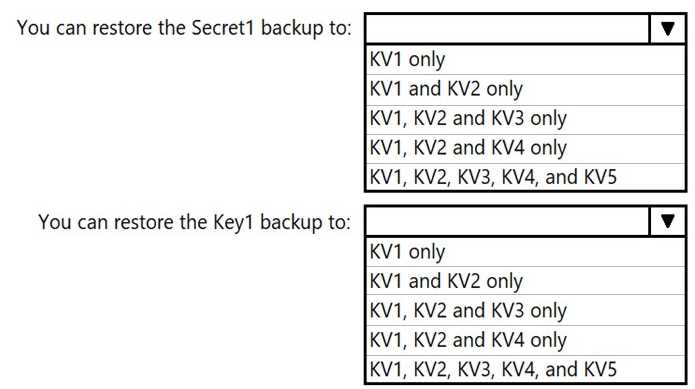 You can restore the Secret1 backup to:
KV1 only
KV1 and KV2 only
KV1, KV2 and KV3 only
KV1, KV2 and KV4 only
KV1, KV2, KV3, KV4, and KV5
You can restore the Key1 backup to:
KV1 only
KV1 and KV2 only
KV1, KV2 and KV3 only
KV1, KV2 and KV4 only
KV1, KV2, KV3, KV4, and KV5